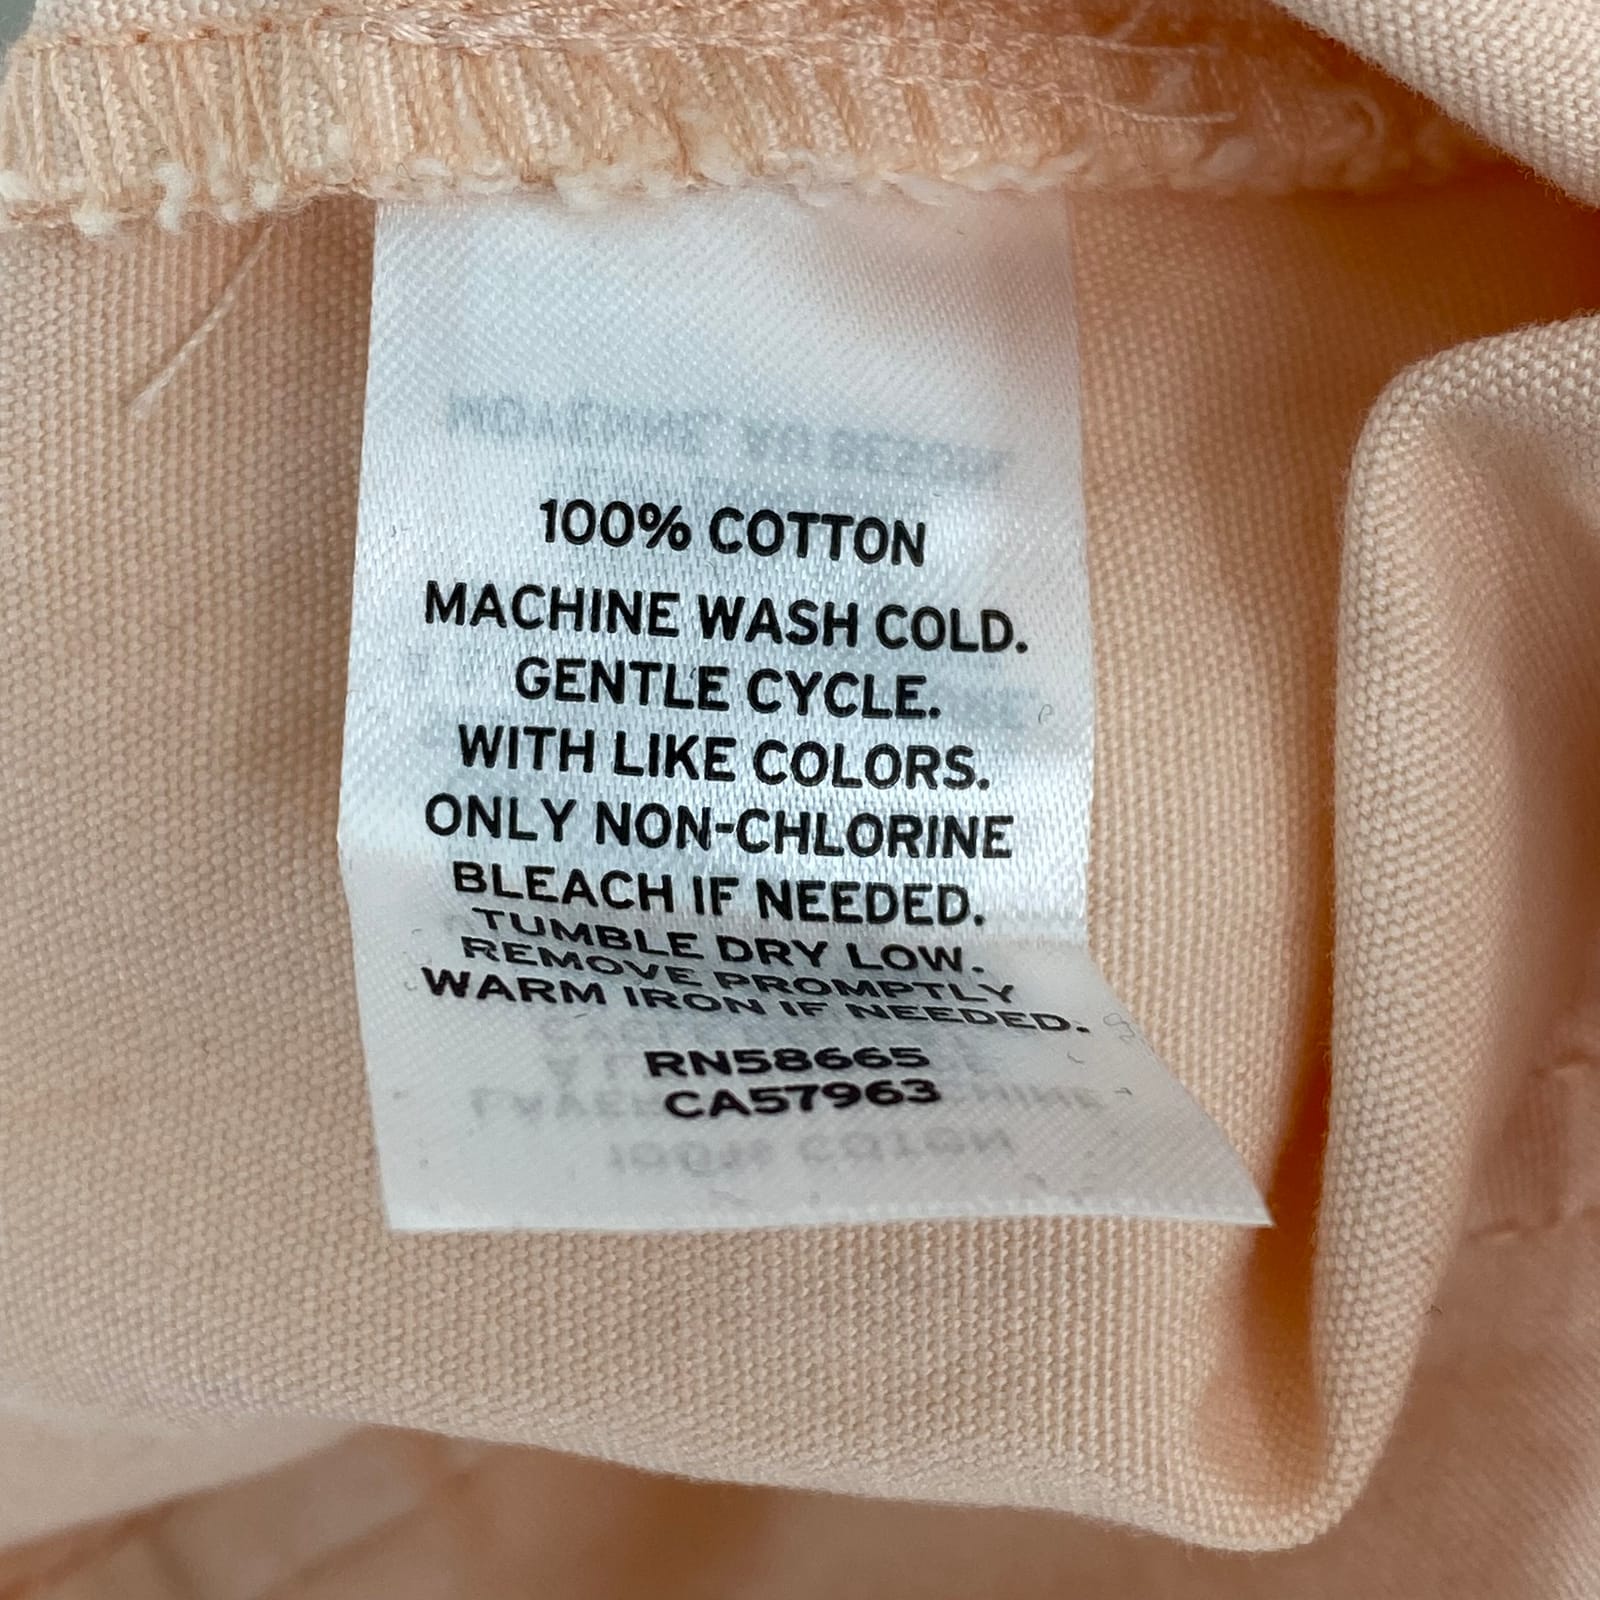 100% COTTON
MACHINE WASH COLD.
GENTLE CYCLE.
WITH LIKE COLORS.
ONLY NON-CHLORINE
BLEACH IF NEEDED.
TUMBLE DRY LOW.
REMOVE PROMPTLY
WARM IRON IF NEEDED.
RN58665
CA57963